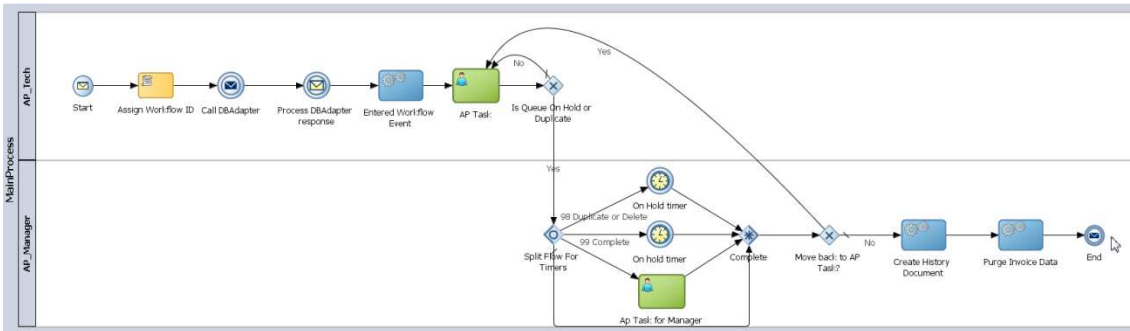 MainProcess
AP_Tech
Yes
No
Start
Assign Workflow ID
Call DBAdapter
Process DBAdapter
response
Entered Workflow
Event
AP Task
Is Queue On Hold or
Duplicate
AP_Manager
Yes
On Hold timer
98 Duplicate or Delete
99 Complete
Split Flow For
Timers
On hold timer
Complete
Move back to AP
Task?
No
Create History
Document
Purge Invoice Data
End
Ap Task for Manager